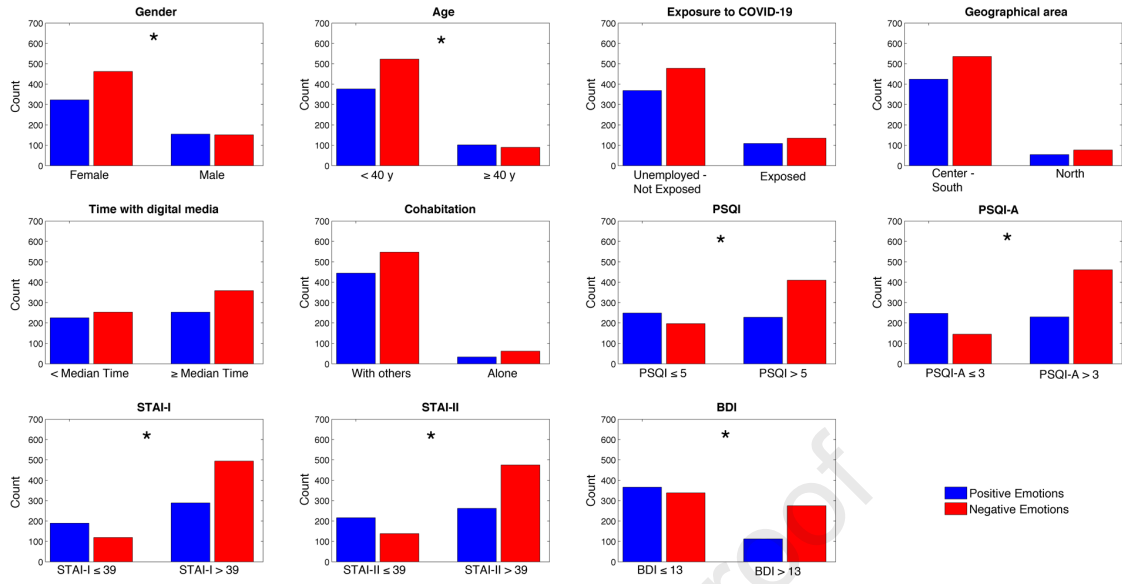 Gender
Age
Exposure to COVID-19
Geographical area
700
600
500
400
300
200
100
0
Count
*
Female Male
700
600
500
400
300
200
100
0
Count
*
< 40 y ≥ 40 y
700
600
500
400
300
200
100
0
Count
Unemployed - Exposed
Not Exposed
700
600
500
400
300
200
100
0
Count
Center - North
South
Time with digital media
Cohabitation
PSQI
PSQI-A
700
600
500
400
300
200
100
0
Count
< Median Time ≥ Median Time
700
600
500
400
300
200
100
0
Count
With others Alone
700
600
500
400
300
200
100
0
Count
*
PSQI ≤ 5 PSQI > 5
700
600
500
400
300
200
100
0
Count
*
PSQI-A ≤ 3 PSQI-A > 3
STAI-I
STAI-II
BDI
700
600
500
400
300
200
100
0
Count
*
STAI-I ≤ 39 STAI-I > 39
700
600
500
400
300
200
100
0
Count
*
STAI-II ≤ 39 STAI-II > 39
700
600
500
400
300
200
100
0
Count
*
BDI ≤ 13 BDI > 13
Positive Emotions
Negative Emotions
roof